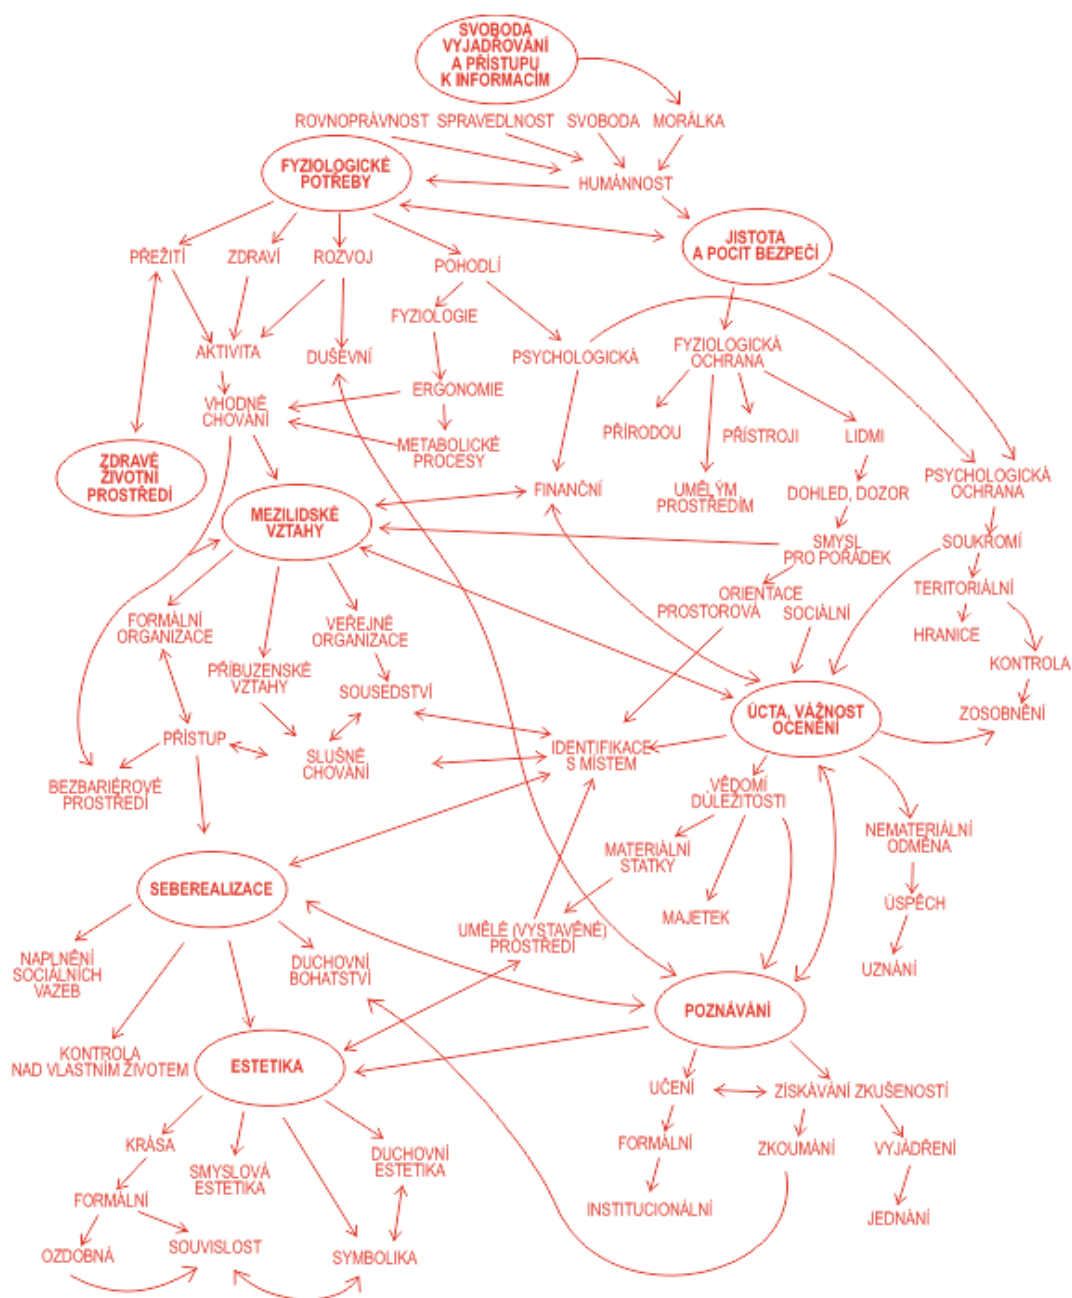 SVOBODA
VYJADŘOVÁNÍ
A PŘÍSTUPU
K INFORMACÍM
ROVNOPRÁVNOST SPRAVEDLNOST SVOBODA MORÁLKA
FYZIOLOGICKÉ
POTŘEBY
HUMÁNNOST
JISTOTA
A POCIT BEZPEČÍ
PŘEŽITÍ
ZDRAVÍ
ROZVOJ
POHODLÍ
FYZIOLOGIE
AKTIVITA
DUŠEVNÍ
PSYCHOLOGICKÁ
FYZIOLOGICKÁ
OCHRANA
ERGONOMIE
VHODNÉ
CHOVÁNÍ
METABOLICKÉ
PROCESY
PŘÍRODOU
PŘÍSTROJI
LIDMI
ZDRAVÉ
ŽIVOTNÍ
PROSTŘEDÍ
FINANČNÍ
UMĚLÝM
PROSTŘEDÍM
DOHLED, DOZOR
PSYCHOLOGICKÁ
OCHRANA
MEZILIDSKÉ
VZTAHY
SMYSL
PRO POŘÁDEK
SOUKROMÍ
ORIENTACE
PROSTOROVÁ
SOCIÁLNÍ
TERITORIÁLNÍ
FORMÁLNÍ
ORGANIZACE
VEŘEJNÉ
ORGANIZACE
HRANICE
PŘÍBUZENSKÉ
VZTAHY
SOUSEDSTVÍ
KONTROLA
ÚCTA, VÁŽNOST
OCENĚNÍ
ZOSOBNĚNÍ
PŘÍSTUP
SLUŠNÉ
CHOVÁNÍ
IDENTIFIKACE
S MÍSTEM
BEZBARIÉROVÉ
PROSTŘEDÍ
VĚDOMÍ
DŮLEŽITOSTI
NEMATERIÁLNÍ
ODMĚNA
MATERIÁLNÍ
STATKY
SEBEREALIZACE
MAJETEK
ÚSPĚCH
UMĚLÉ (VYSTAVĚNÉ)
PROSTŘEDÍ
NAPLNĚNÍ
SOCIÁLNÍCH
VAZEB
DUCHOVNÍ
BOHATSTVÍ
UZNÁNÍ
POZNÁVÁNÍ
KONTROLA
NAD VLASTNÍM ŽIVOTEM
ESTETIKA
UČENÍ
ZÍSKÁVÁNÍ ZKUŠENOSTÍ
KRÁSA
SMYSLOVÁ
ESTETIKA
DUCHOVNÍ
ESTETIKA
FORMÁLNÍ
ZKOUMÁNÍ
VYJÁDŘENÍ
FORMÁLNÍ
INSTITUCIONÁLNÍ
JEDNÁNÍ
OZDOBNÁ
SOUVISLOST
SYMBOLIKA